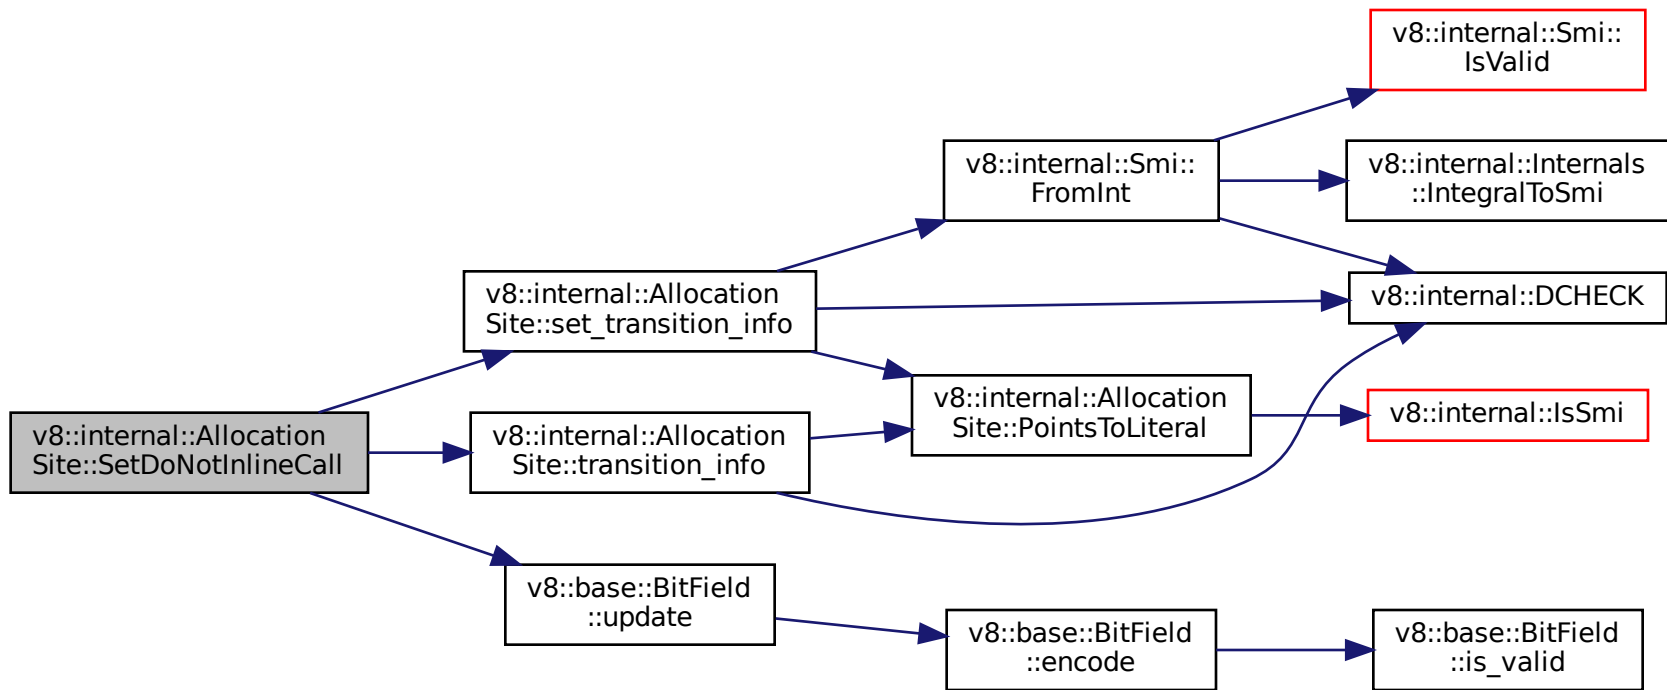 v8::internal::Smi::
IsValid
v8::internal::Smi::
FromInt
v8::internal::Internals
::IntegralToSmi
v8::internal::Allocation
Site::set_transition_info
v8::internal::DCHECK
v8::internal::Allocation
Site::PointsToLiteral
v8::internal::IsSmi
v8::internal::Allocation
Site::SetDoNotInlineCall
v8::internal::Allocation
Site::transition_info
v8::base::BitField
::update
v8::base::BitField
::encode
v8::base::BitField
::is_valid